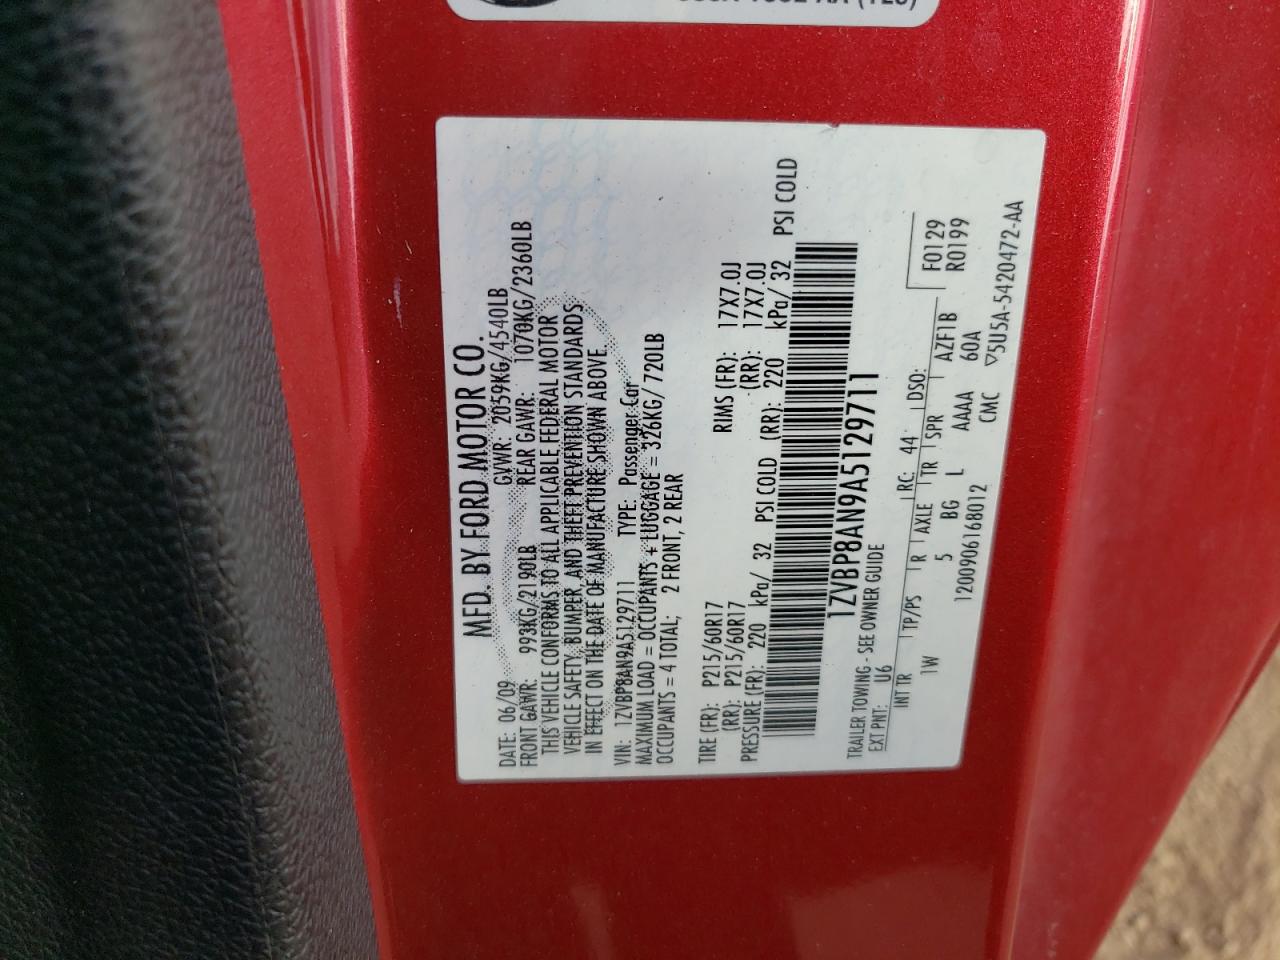 MFD. BY FORD MOTOR CO.
DATE: 06/09 GVWR: 2059KG/4540LB
FRONT GAWR: 993KG/2190LB REAR GAWR: 1070KG/2360LB
THIS VEHICLE CONFORMS TO ALL APPLICABLE FEDERAL MOTOR
VEHICLE SAFETY, BUMPER, AND THEFT PREVENTION STANDARDS
IN EFFECT ON THE DATE OF MANUFACTURE SHOWN ABOVE
VIN: 1ZVBP8AN9A5129711 TYPE: Passenger Car
MAXIMUM LOAD = OCCUPANTS + LUGGAGE = 326KG/ 720LB
OCCUPANTS = 4 TOTAL; 2 FRONT, 2 REAR
TIRE (FR): P215/60R17 RIMS (FR): 17X7.0J
(RR): P215/60R17 (RR): 17X7.0J
PRESSURE (FR): 220 kPa/ 32 PSI COLD (RR): 220 kPa/ 32 PSI COLD
1ZVBP8AN9A5129711
TRAILER TOWING - SEE OWNER GUIDE
EXT PNT: U6 RC: 44 DSO: F0129
INT TR TP/PS R AXLE TR SPR AZF1B R0199
1W 5 BG L AAA 60A
1200906168012 CMC ▽5U5A-5420472-AA